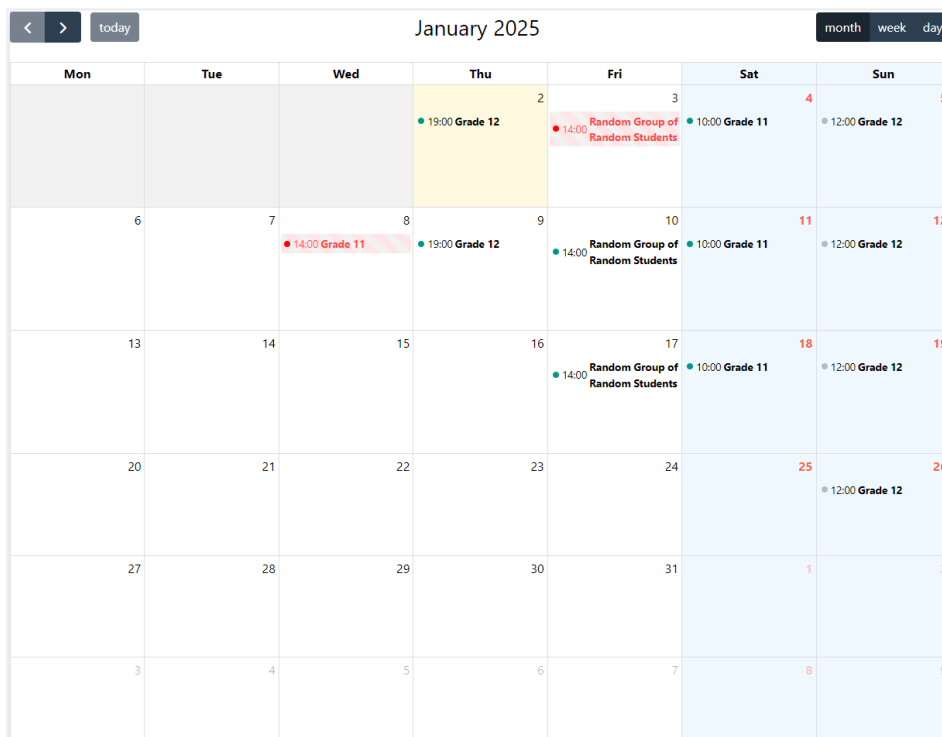 today
January 2025
month week day
Mon Tue Wed Thu Fri Sat Sun
2 3 4
19:00 Grade 12
14:00 Random Group of
Random Students
10:00 Grade 11
12:00 Grade 12
6 7 8 9 10 11
14:00 Grade 11
19:00 Grade 12
14:00 Random Group of
Random Students
10:00 Grade 11
12:00 Grade 12
13 14 15 16 17 18
14:00 Random Group of
Random Students
10:00 Grade 11
12:00 Grade 12
20 21 22 23 24 25
12:00 Grade 12
27 28 29 30 31 1
3 4 5 6 7 8